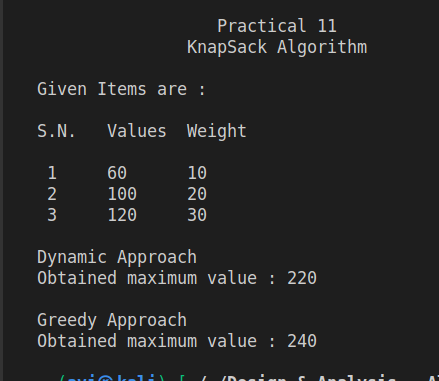 Practical 11
KnapSack Algorithm
Given Items are :
S.N. Values Weight
1 60 10
2 100 20
3 120 30
Dynamic Approach
Obtained maximum value : 220
Greedy Approach
Obtained maximum value : 240